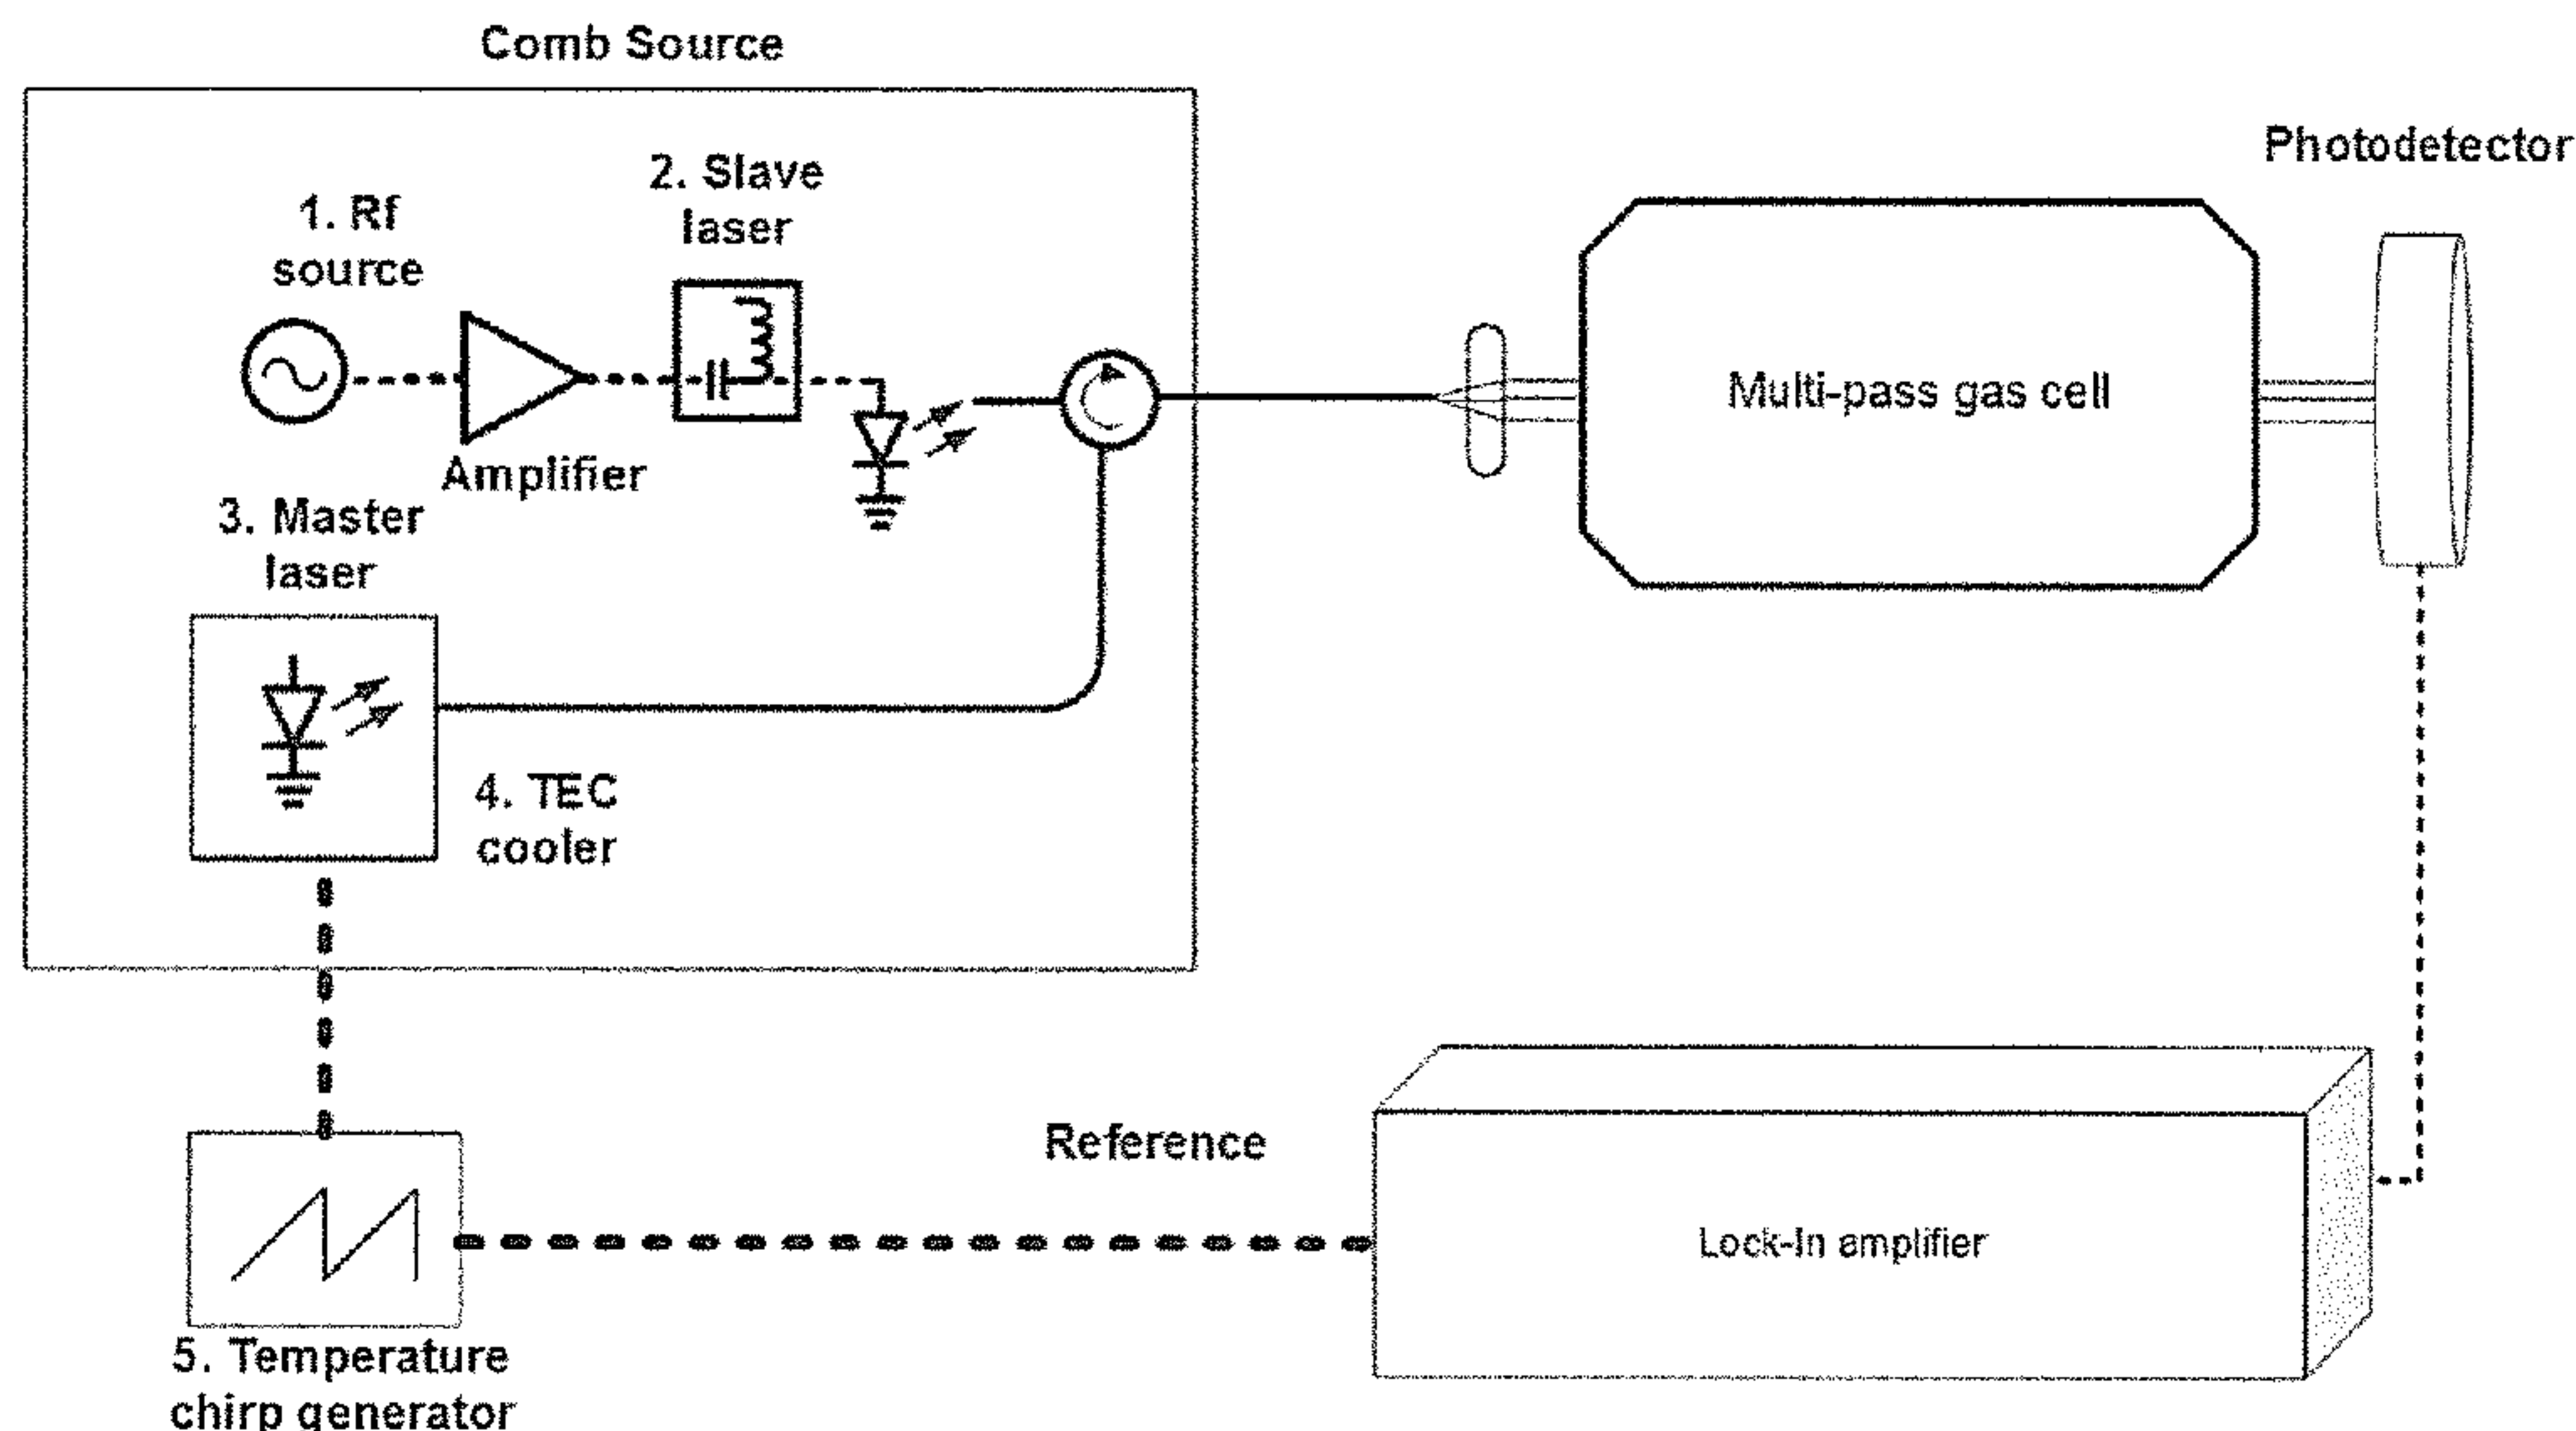 Comb Source
Photodetector
2. Slave
laser
1. Rf
source
Multi-pass gas cell
Amplifier
3. Master
laser
4. TEC
cooler
Reference
Lock-In amplifier
5. Temperature
chirp generator